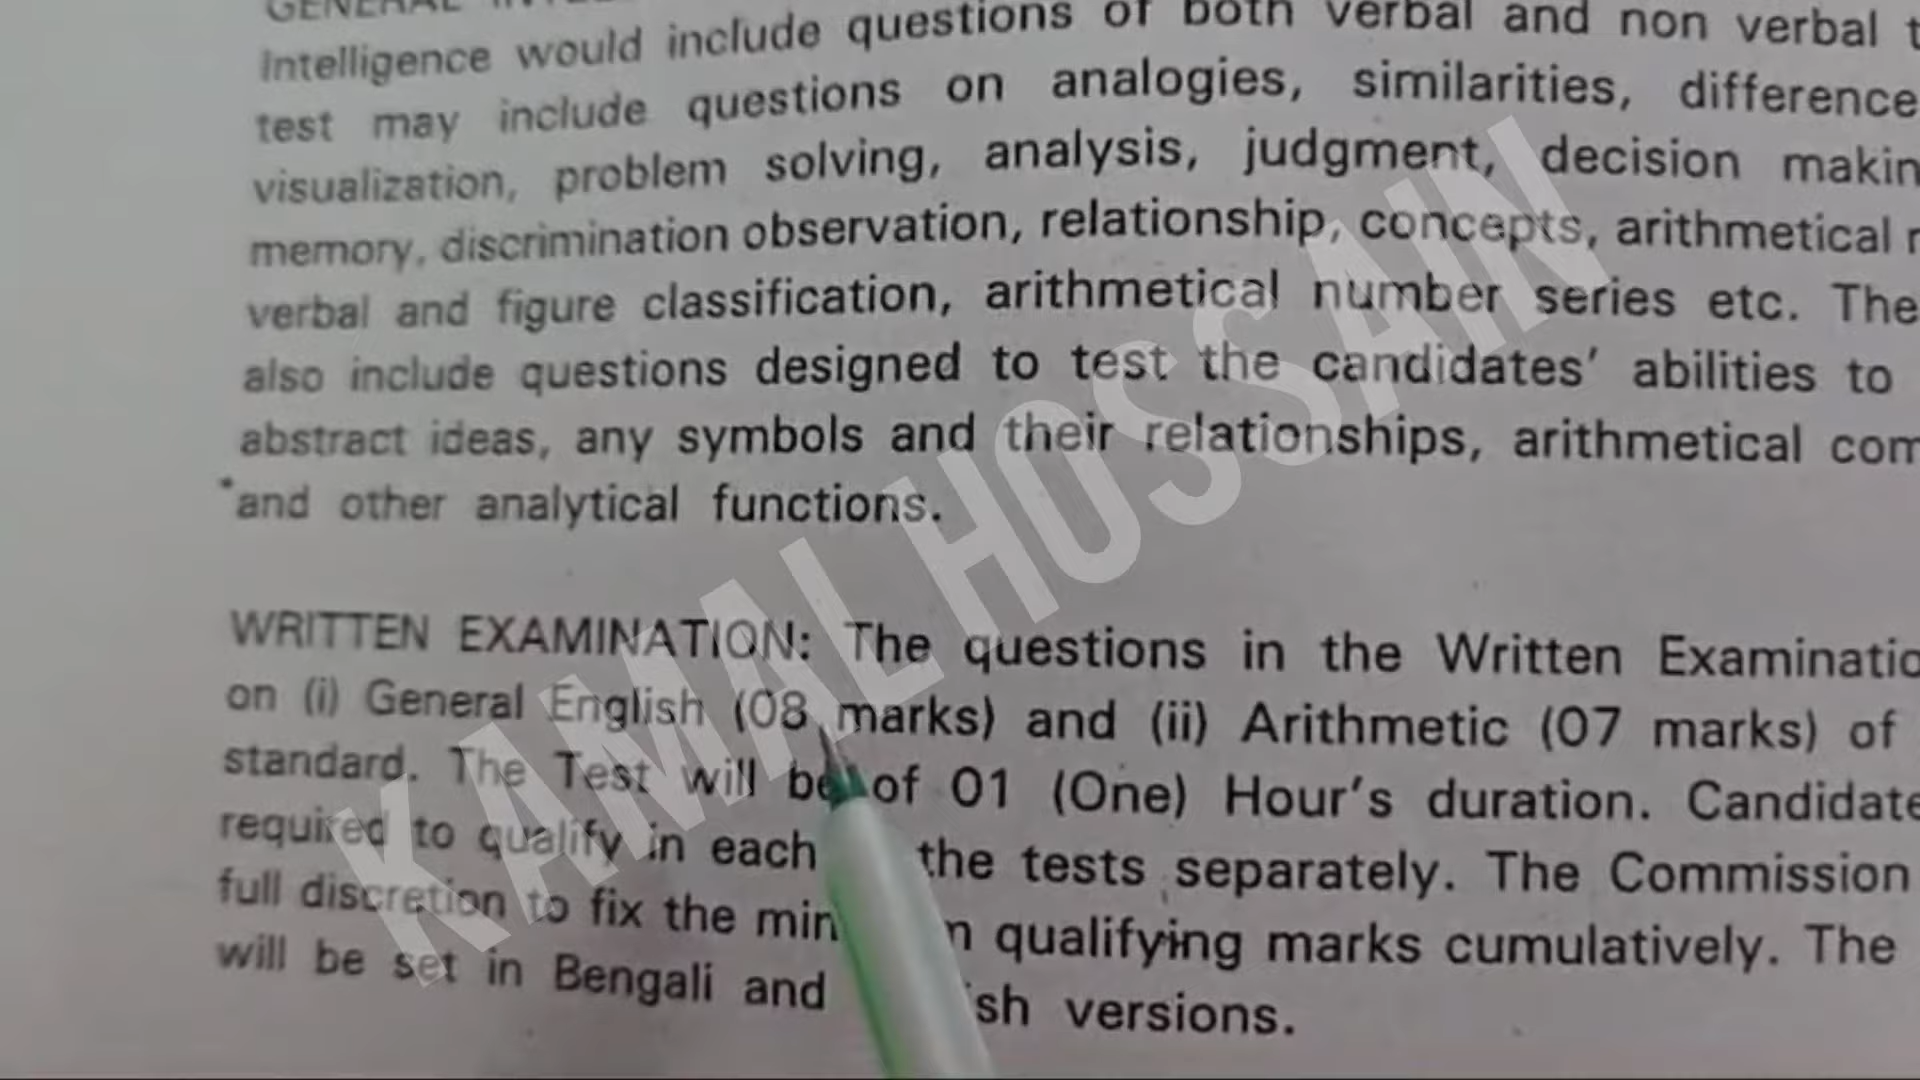 GENERAL
Intelligence would include questions of both verbal and non verbal t
test may include questions on analogies, similarities, difference
visualization, problem solving, analysis, judgment, decision makin
memory, discrimination observation, relationship, concepts, arithmetical r
verbal and figure classification, arithmetical number series etc. The
also include questions designed to test the candidates' abilities to
abstract ideas, any symbols and their relationships, arithmetical com
and other analytical functions.
WRITTEN EXAMINATION: The questions in the Written Examinatio
on (i) General English (08 marks) and (ii) Arithmetic (07 marks) of
standard. The Test will be of 01 (One) Hour's duration. Candidate
required to qualify in each the tests separately. The Commission
full discretion to fix the min m qualifying marks cumulatively. The
will be set in Bengali and ish versions.
KAMAL HOSSAIN